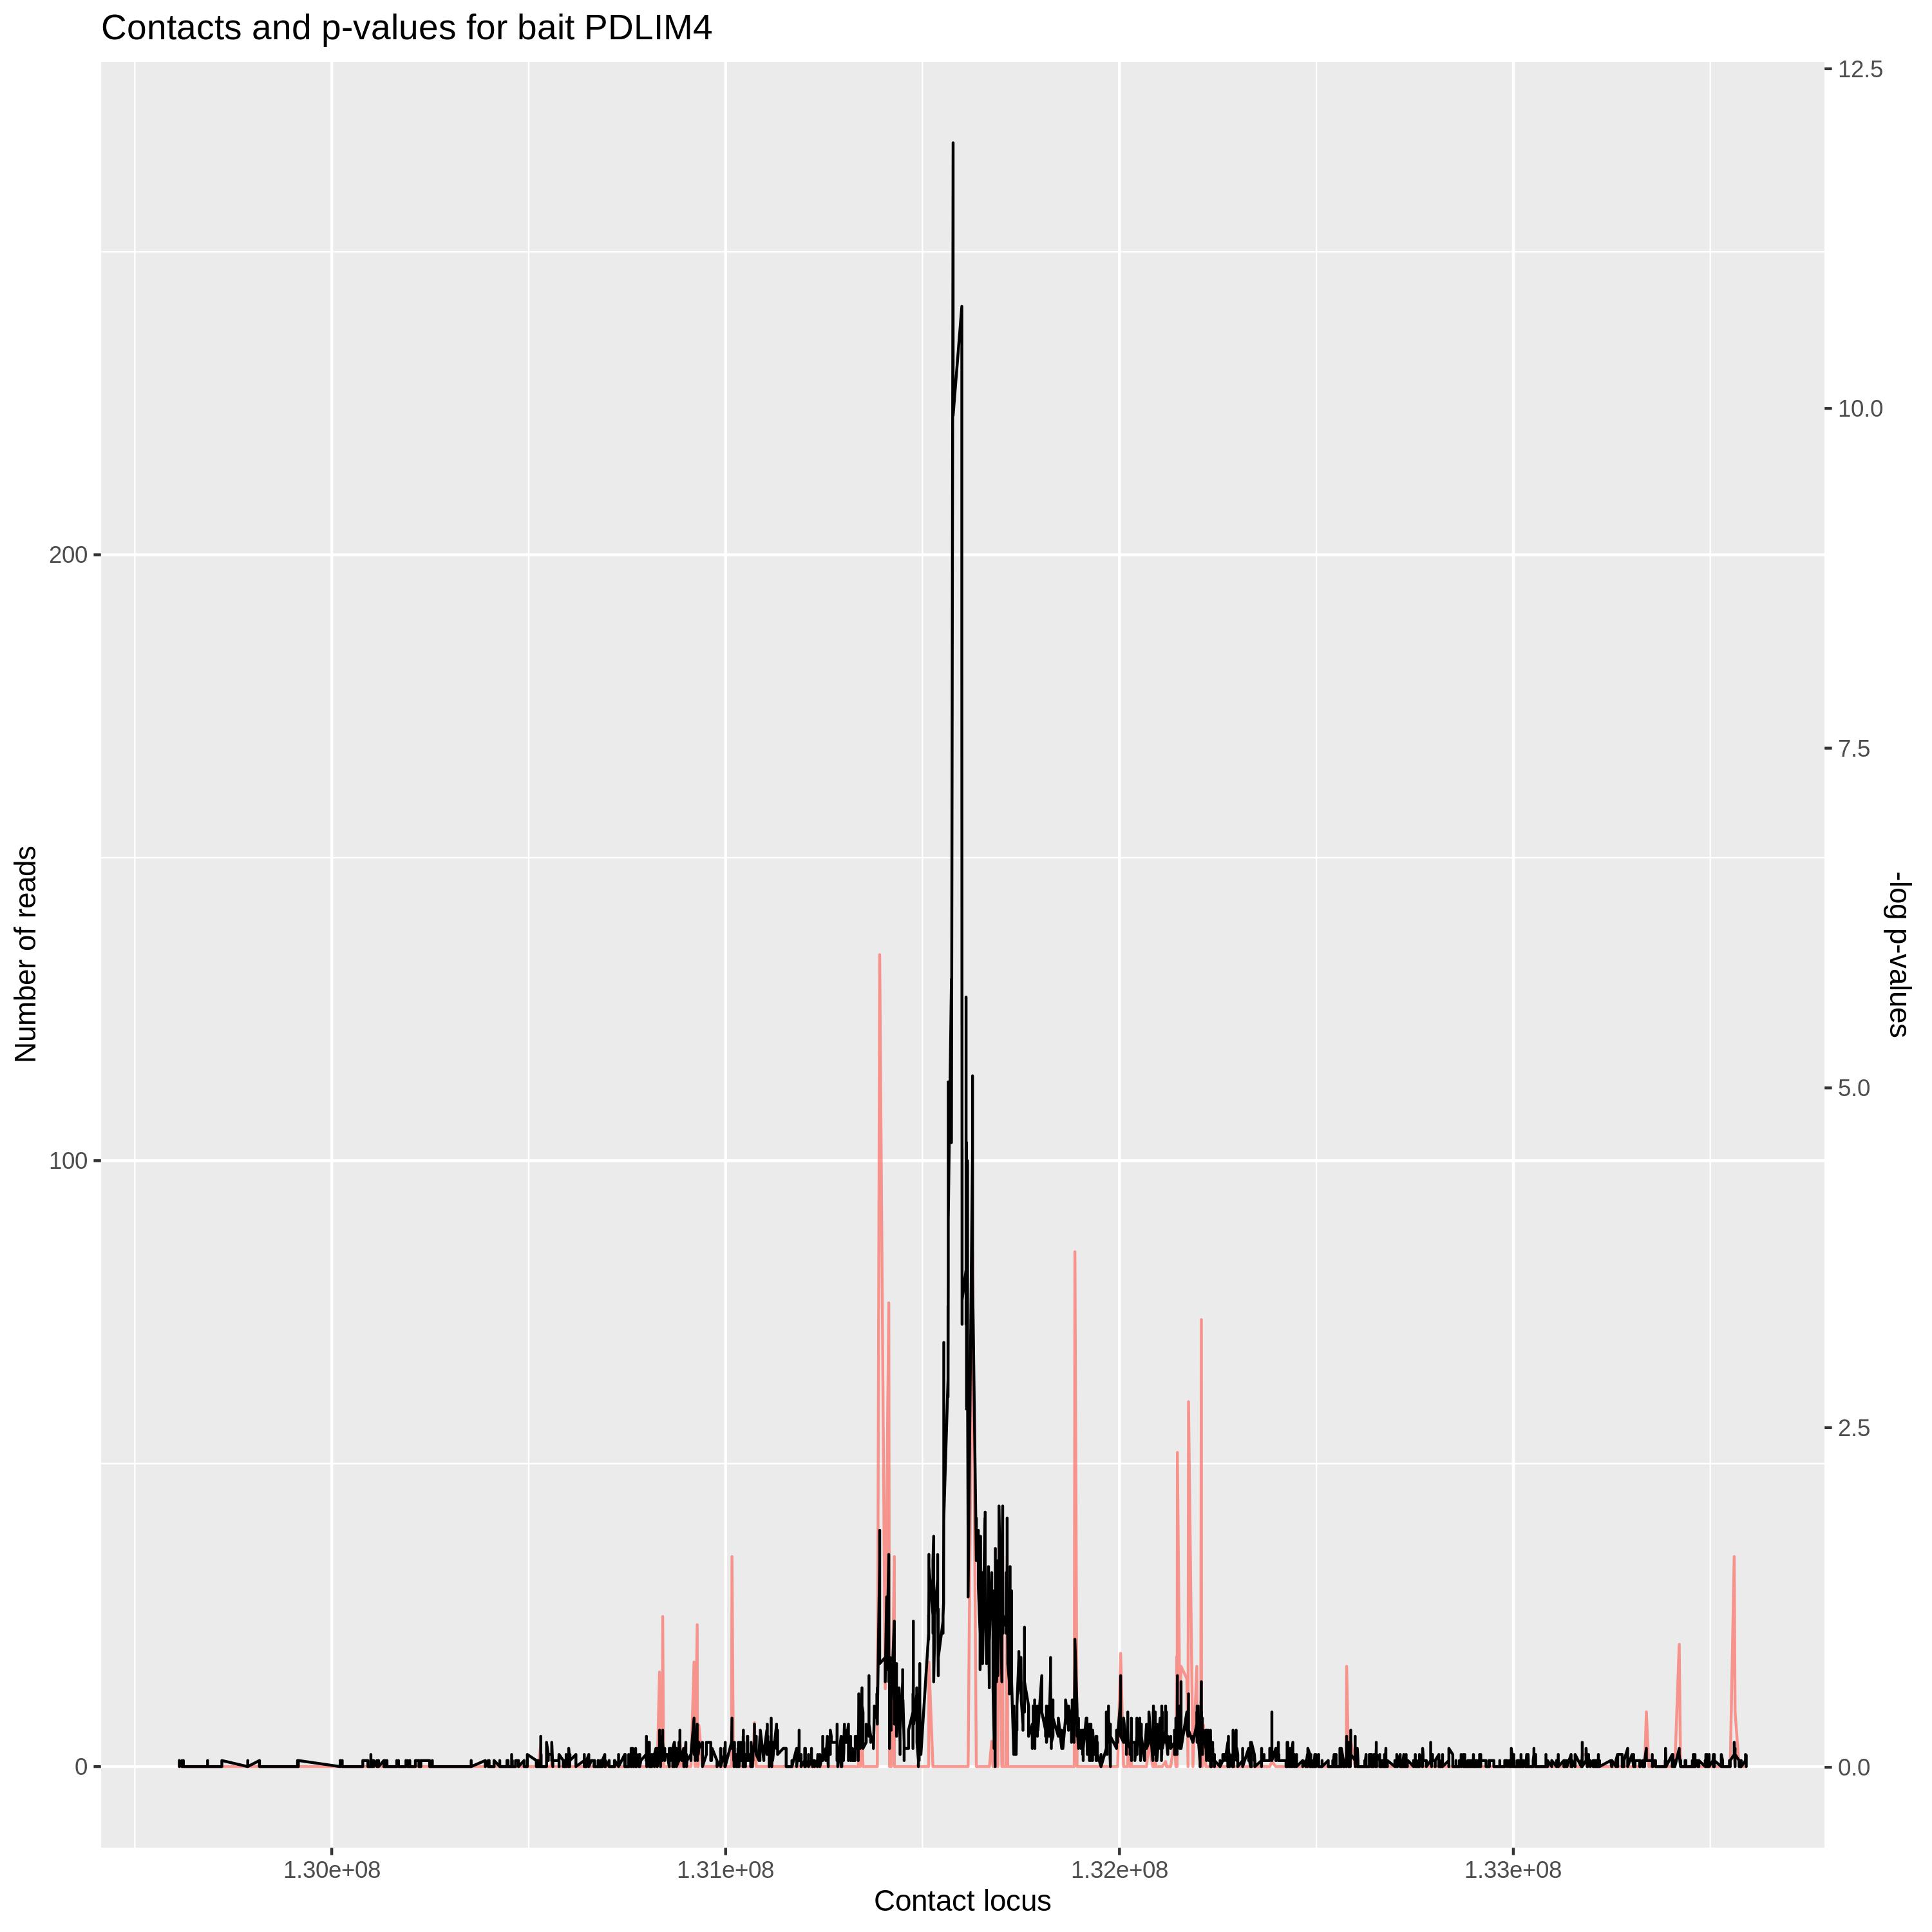 Contacts and p-values for bait PDLIM4
Number of reads
200
100
0
12.5
10.0
7.5
5.0
2.5
0.0
-log p-values
1.30e+08
1.31e+08
1.32e+08
1.33e+08
Contact locus